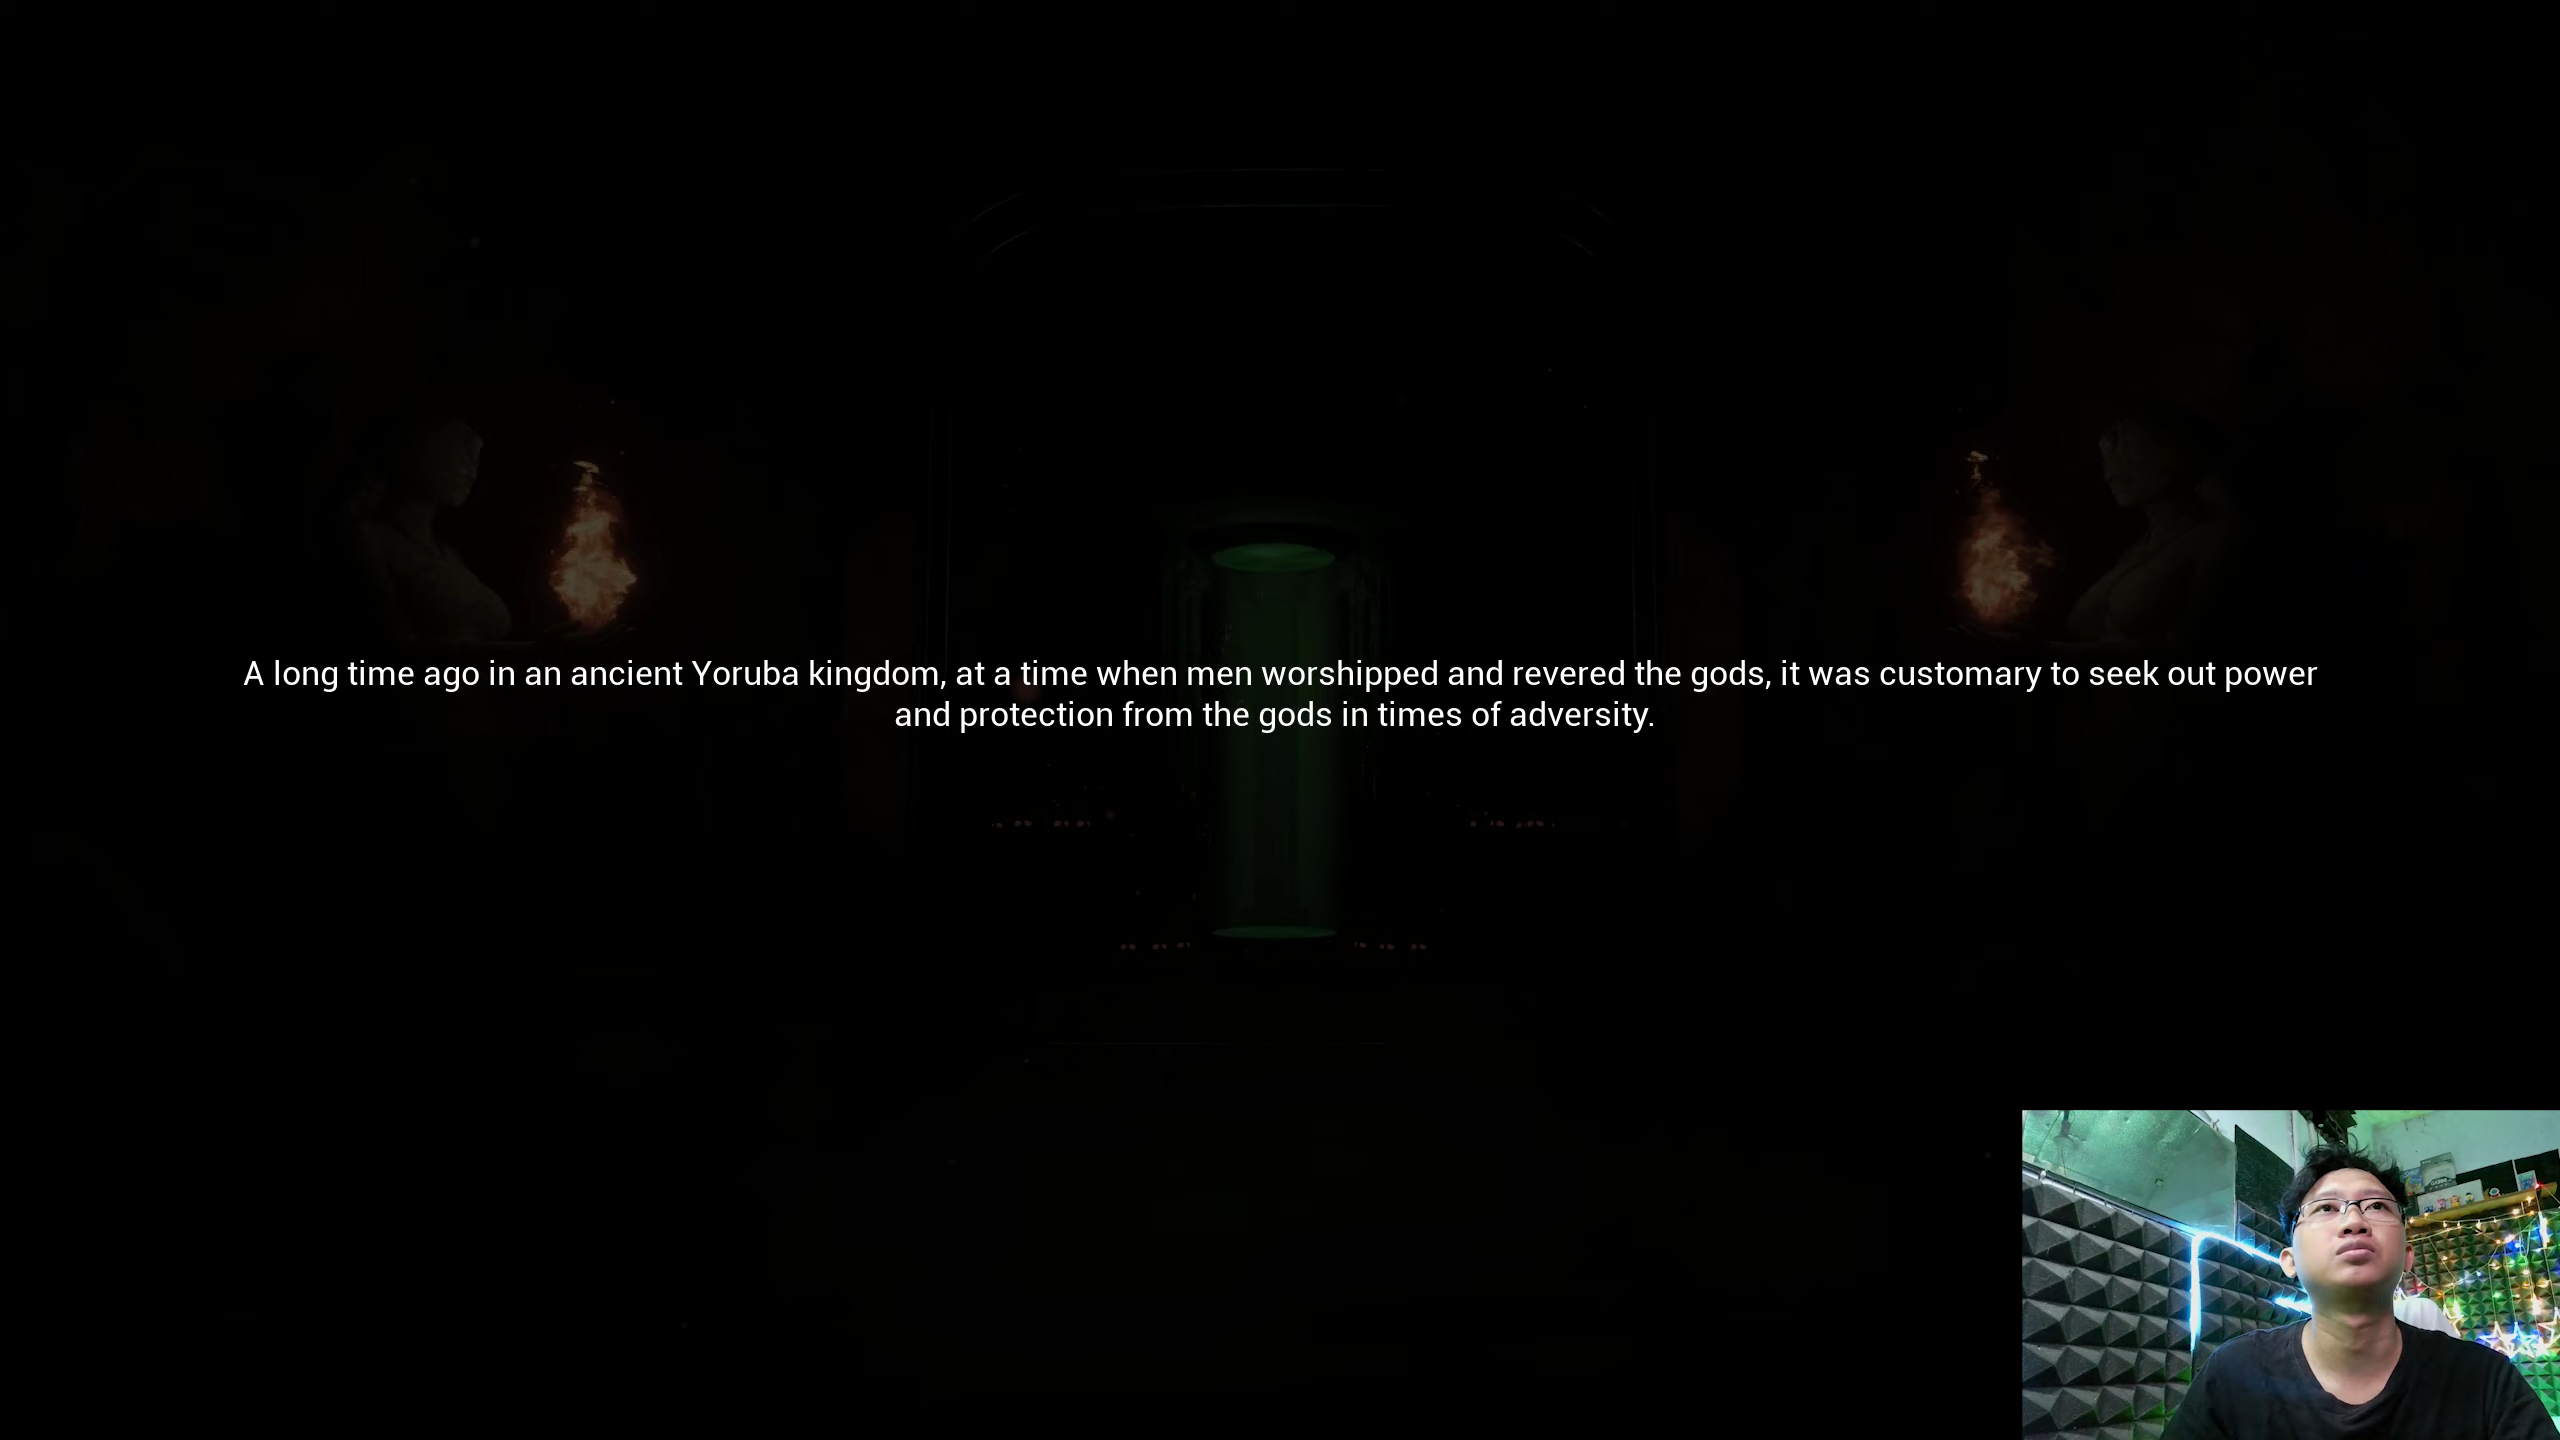 A long time ago in an ancient Yoruba kingdom, at a time when men worshipped and revered the gods, it was customary to seek out power
and protection from the gods in times of adversity.